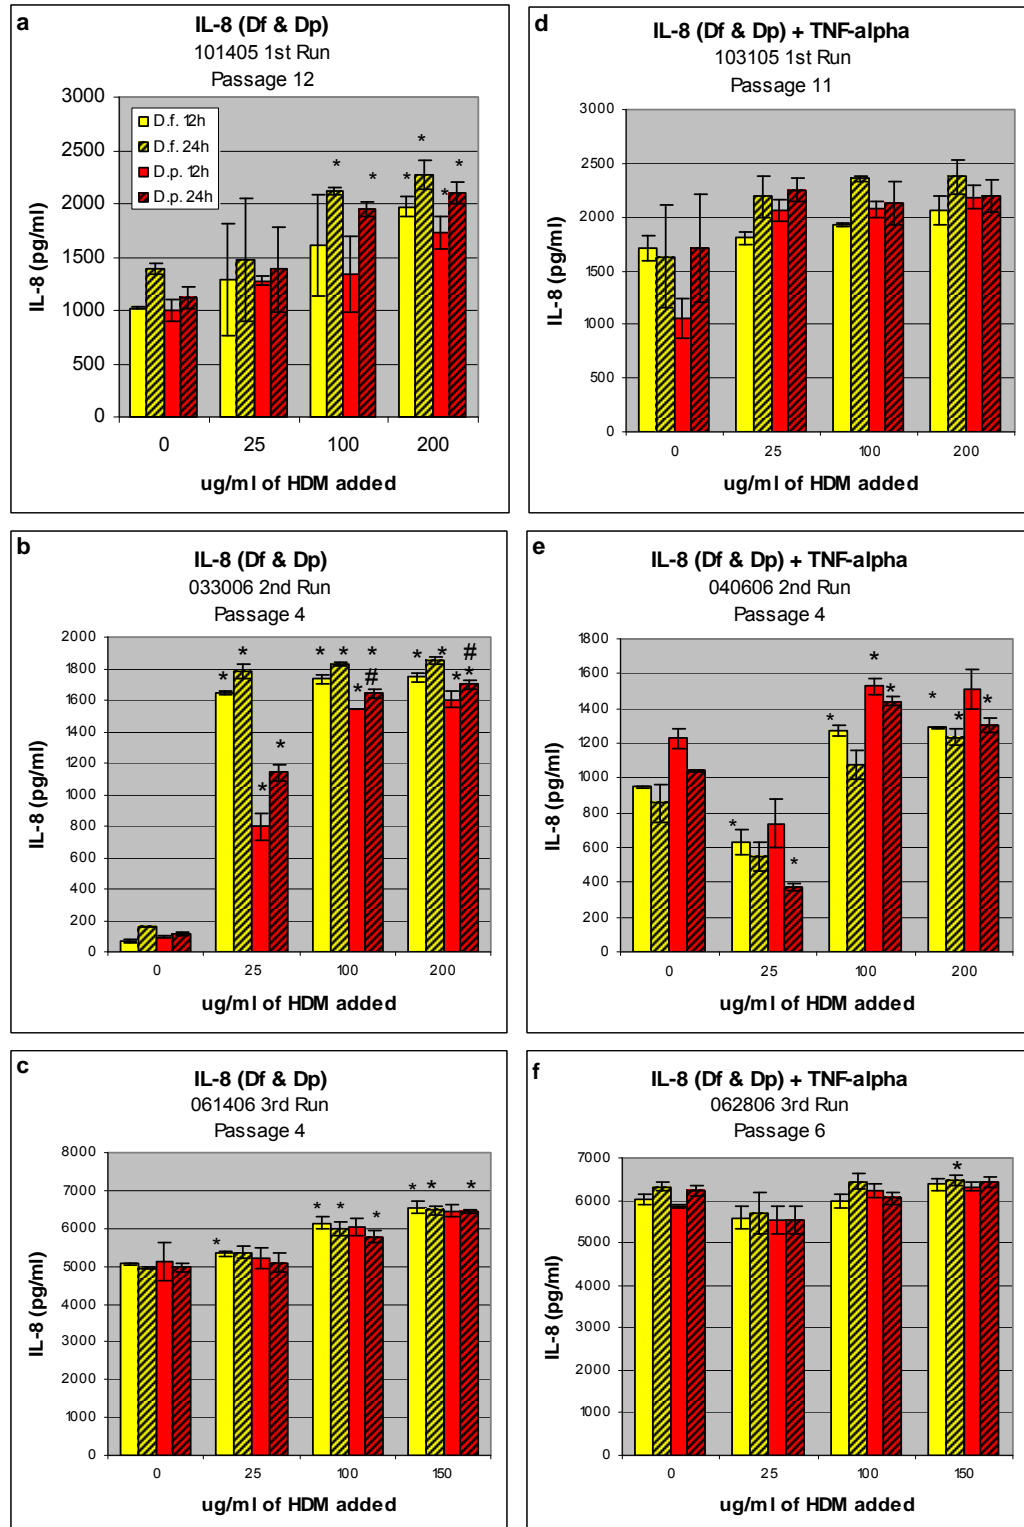 a
IL-8 (Df & Dp)
101405 1st Run
Passage 12
3000
2500
2000
1500
1000
500
0
D.f. 12h
D.f. 24h
D.p. 12h
D.p. 24h
* * * * * *
IL-8 (pg/ml)
0 25 100 200
ug/ml of HDM added
d
IL-8 (Df & Dp) + TNF-alpha
103105 1st Run
Passage 11
3000
2500
2000
1500
1000
500
0
IL-8 (pg/ml)
0 25 100 200
ug/ml of HDM added
b
IL-8 (Df & Dp)
033006 2nd Run
Passage 4
2000
1800
1600
1400
1200
1000
800
600
400
200
0
* * * * * * * * * * * *
# #
IL-8 (pg/ml)
0 25 100 200
ug/ml of HDM added
e
IL-8 (Df & Dp) + TNF-alpha
040606 2nd Run
Passage 4
1800
1600
1400
1200
1000
800
600
400
200
0
* * * * * * * *
IL-8 (pg/ml)
0 25 100 200
ug/ml of HDM added
c
IL-8 (Df & Dp)
061406 3rd Run
Passage 4
8000
7000
6000
5000
4000
3000
2000
1000
0
* * * * * * *
IL-8 (pg/ml)
0 25 100 150
ug/ml of HDM added
f
IL-8 (Df & Dp) + TNF-alpha
062806 3rd Run
Passage 6
7000
6000
5000
4000
3000
2000
1000
0
*
IL-8 (pg/ml)
0 25 100 150
ug/ml of HDM added